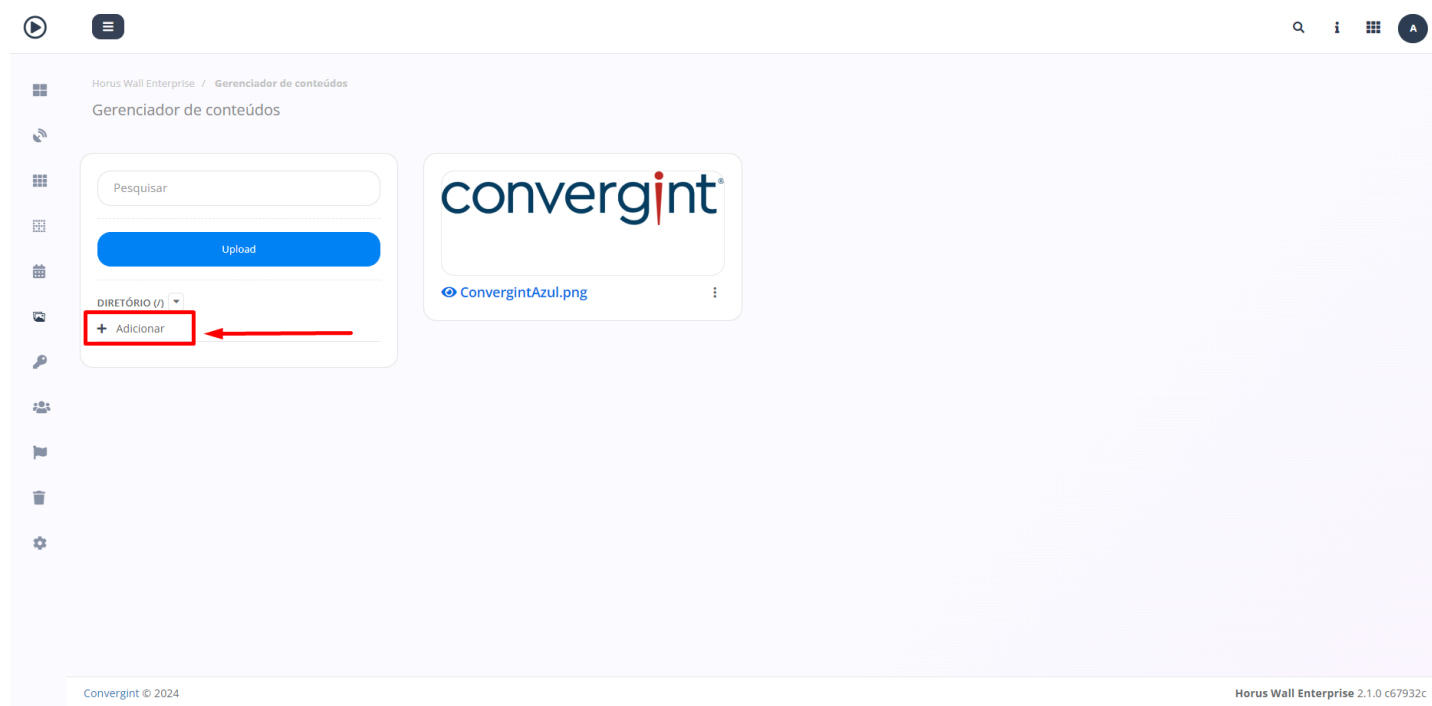 A
Horus Wall Enterprise / Gerenciador de conteúdos
Gerenciador de conteúdos
Pesquisar
Upload
DIRETÓRIO (/)
+ Adicionar
convergint®
ConvergintAzul.png
Convergint © 2024
Horus Wall Enterprise 2.1.0 c67932c